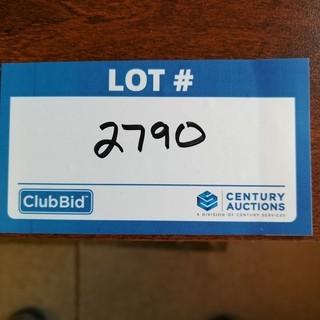 LOT #
2790
ClubBid
CENTURY
AUCTIONS
A DIVISION OF CENTURY SERVICES